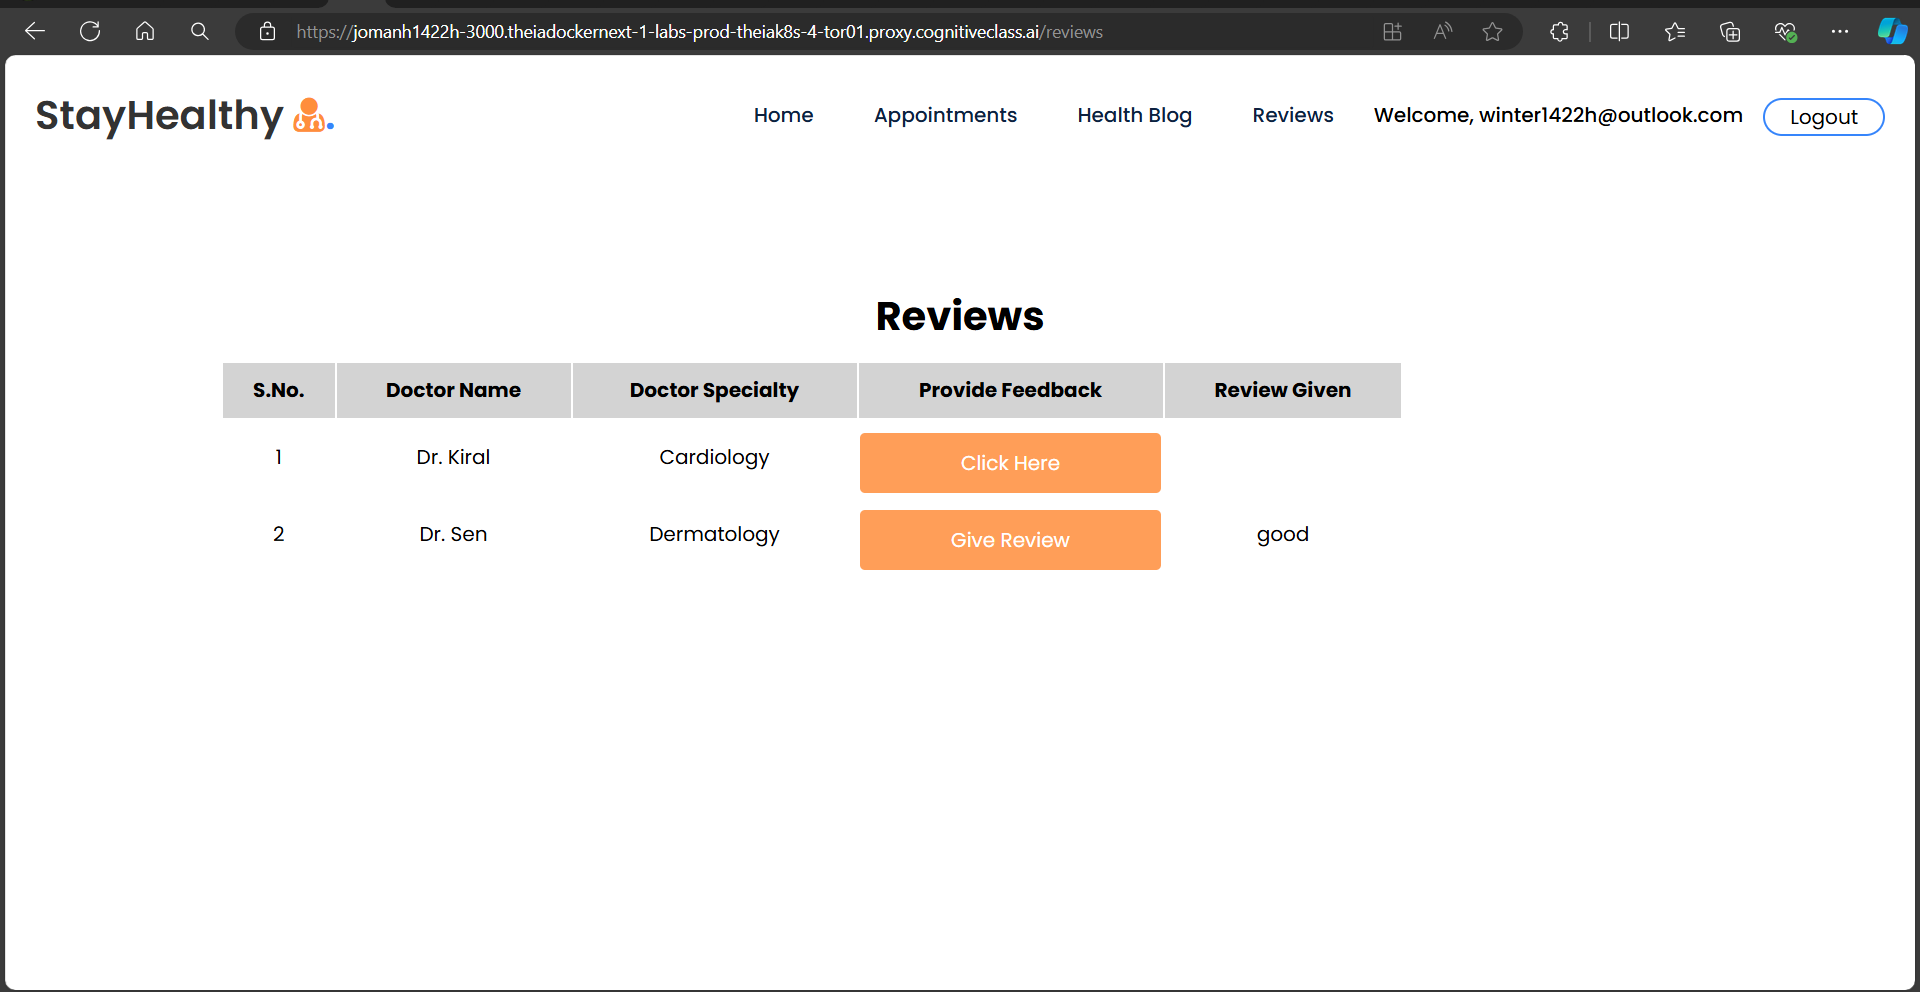 https://jomanh1422h-3000.theiadockernext-1-labs-prod-theiak8s-4-tor01.proxy.cognitiveclass.ai/reviews
StayHealthy
Home Appointments Health Blog Reviews Welcome, winter1422h@outlook.com Logout
Reviews
S.No. Doctor Name Doctor Specialty Provide Feedback Review Given
1 Dr. Kiral Cardiology Click Here
2 Dr. Sen Dermatology Give Review good